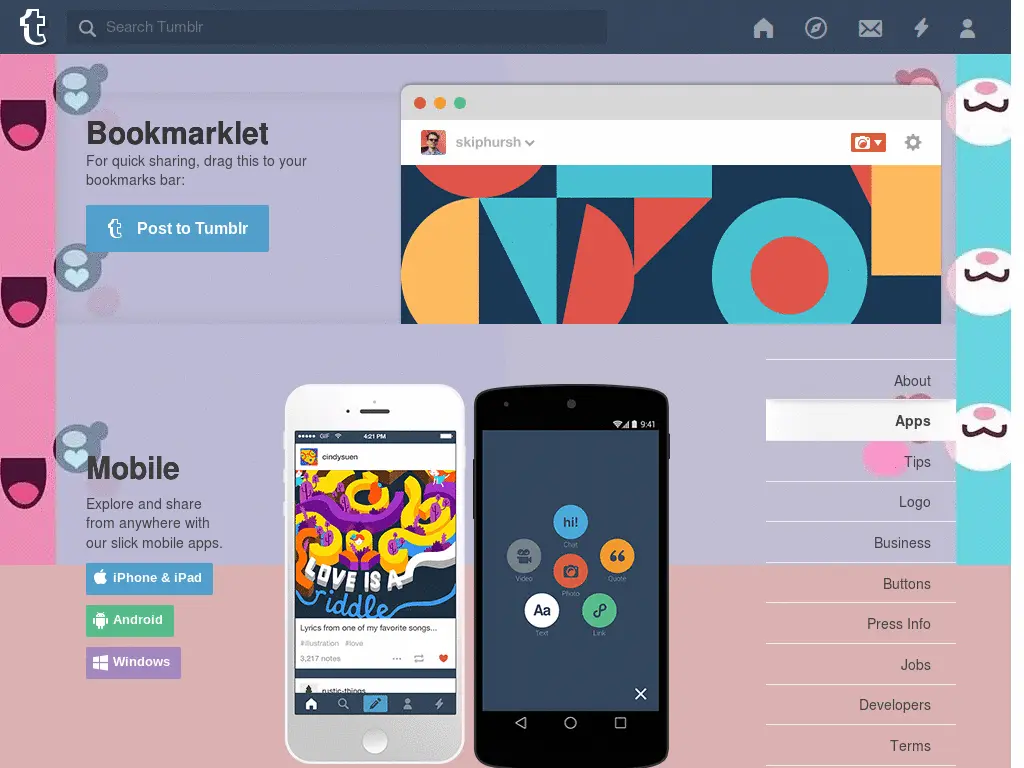 t Search Tumblr
Bookmarklet
For quick sharing, drag this to your
bookmarks bar:
Post to Tumblr
skiphursh
Mobile
Explore and share
from anywhere with
our slick mobile apps.
iPhone & iPad
Android
Windows
GIF 4:21 PM
cindysuen
LOVE IS A
riddle
Lyrics from one of my favorite songs...
#illustration #love
3,217 notes
rustic-things
9:41
hi!
Chat
Video
Quote
Photo
Aa
Text
Link
About
Apps
Tips
Logo
Business
Buttons
Press Info
Jobs
Developers
Terms